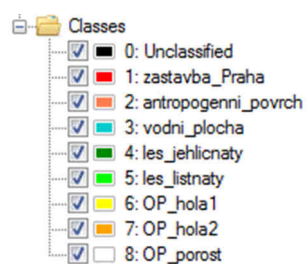 Classes
0: Unclassified
1: zastavba_Praha
2: antropogenni_povrch
3: vodni_plocha
4: les_jehlicnaty
5: les_listnaty
6: OP_hola1
7: OP_hola2
8: OP_porost